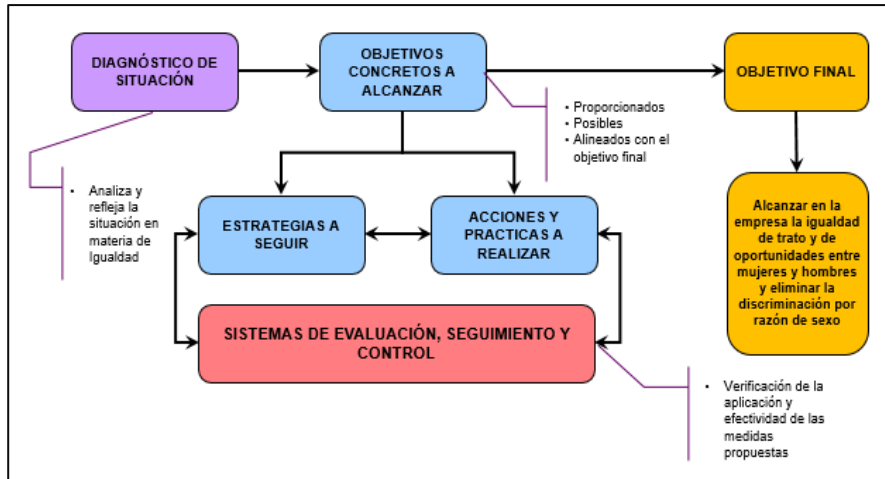 DIAGNÓSTICO DE
SITUACIÓN
OBJETIVOS
CONCRETOS A
ALCANZAR
OBJETIVO FINAL
• Proporcionados
• Posibles
• Alineados con el
objetivo final
• Analiza y
refleja la
situación en
materia de
Igualdad
ESTRATEGIAS A
SEGUIR
ACCIONES Y
PRACTICAS A
REALIZAR
Alcanzar en la
empresa la igualdad
de trato y de
oportunidades entre
mujeres y hombres
y eliminar la
discriminación por
razón de sexo
SISTEMAS DE EVALUACIÓN, SEGUIMIENTO Y
CONTROL
• Verificación de la
aplicación y
efectividad de las
medidas
propuestas